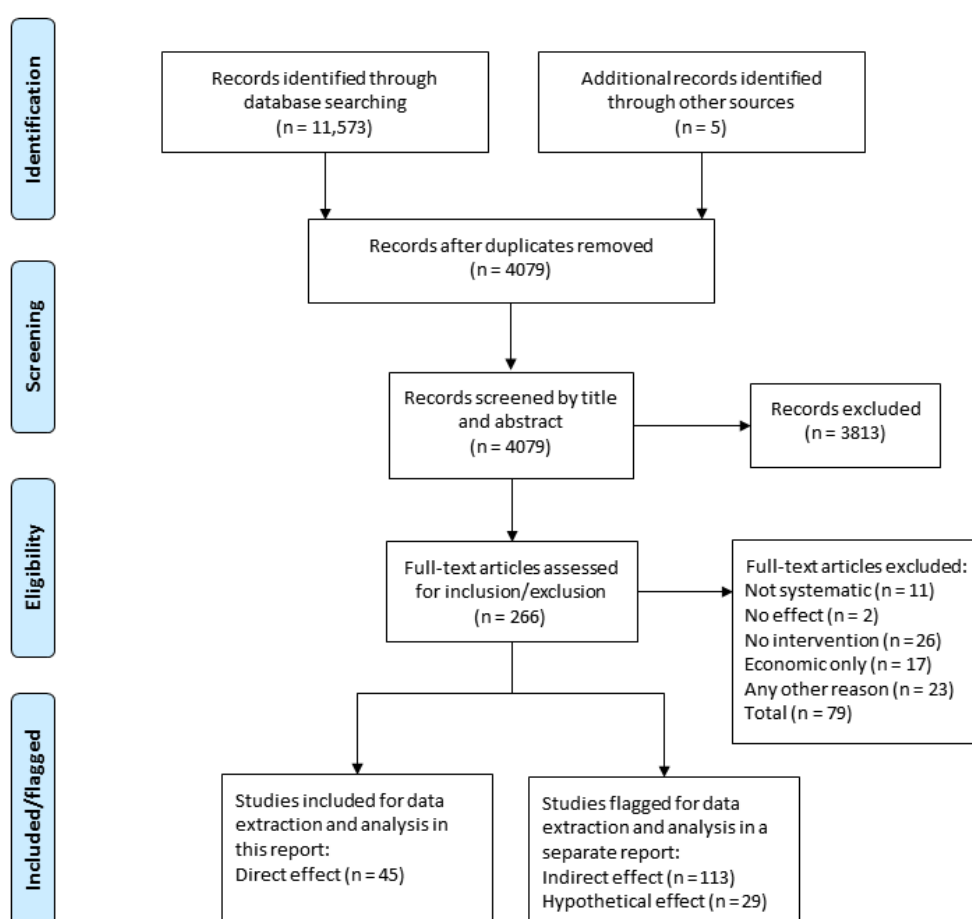 Identification
Records identified through
database searching
(n = 11,573)
Additional records identified
through other sources
(n = 5)
Records after duplicates removed
(n = 4079)
Screening
Records screened by title
and abstract
(n = 4079)
Records excluded
(n = 3813)
Eligibility
Full-text articles assessed
for inclusion/exclusion
(n = 266)
Full-text articles excluded:
Not systematic (n = 11)
No effect (n = 2)
No intervention (n = 26)
Economic only (n = 17)
Any other reason (n = 23)
Total (n = 79)
Included/flagged
Studies included for data
extraction and analysis in
this report:
Direct effect (n = 45)
Studies flagged for data
extraction and analysis in a
separate report:
Indirect effect (n = 113)
Hypothetical effect (n = 29)